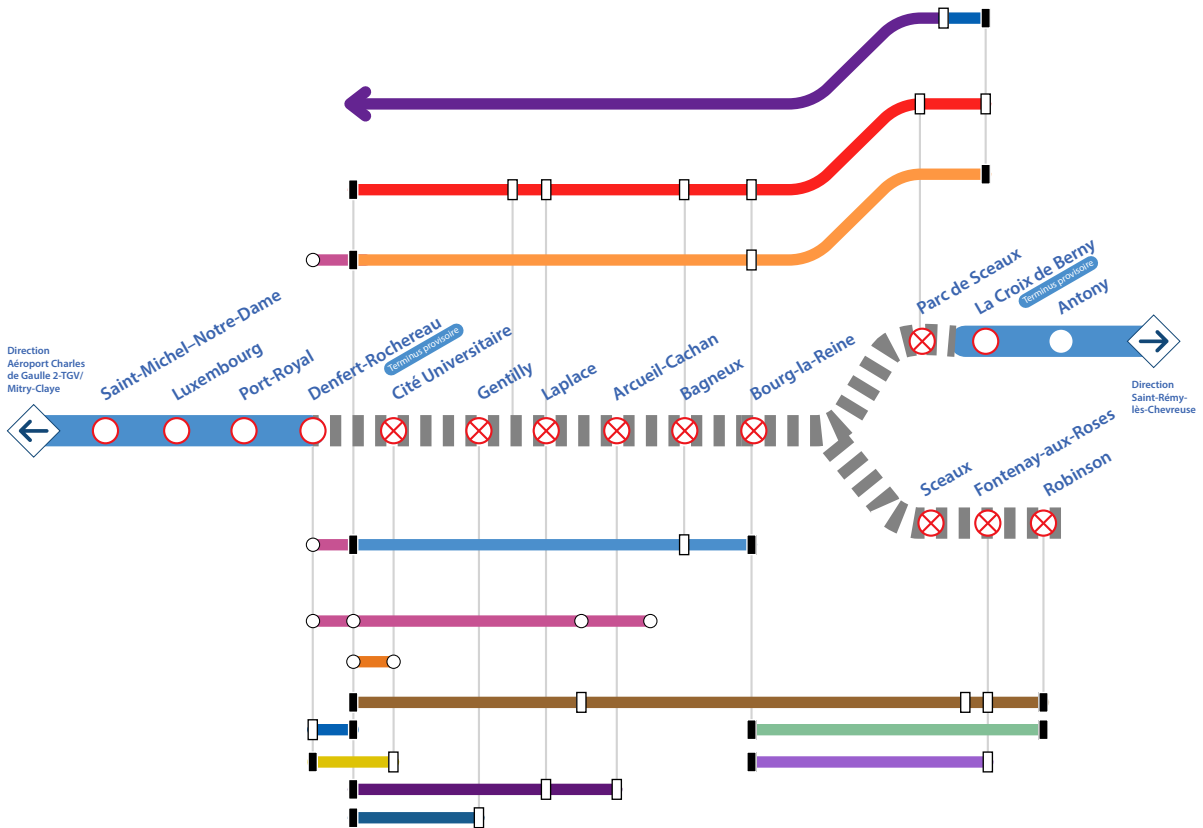 Parc de Sceaux
La Croix de Berny
Terminus provisoire
Antony
Saint-Michel–Notre-Dame
Luxembourg
Port-Royal
Denfert-Rochereau
Terminus provisoire
Cité Universitaire
Gentilly
Laplace
Arcueil-Cachan
Bagneux
Bourg-la-Reine
Direction
Aéroport Charles
de Gaulle 2-TGV/
Mitry-Claye
Direction
Saint-Rémy-
lès-Chevreuse
Sceaux
Fontenay-aux-Roses
Robinson